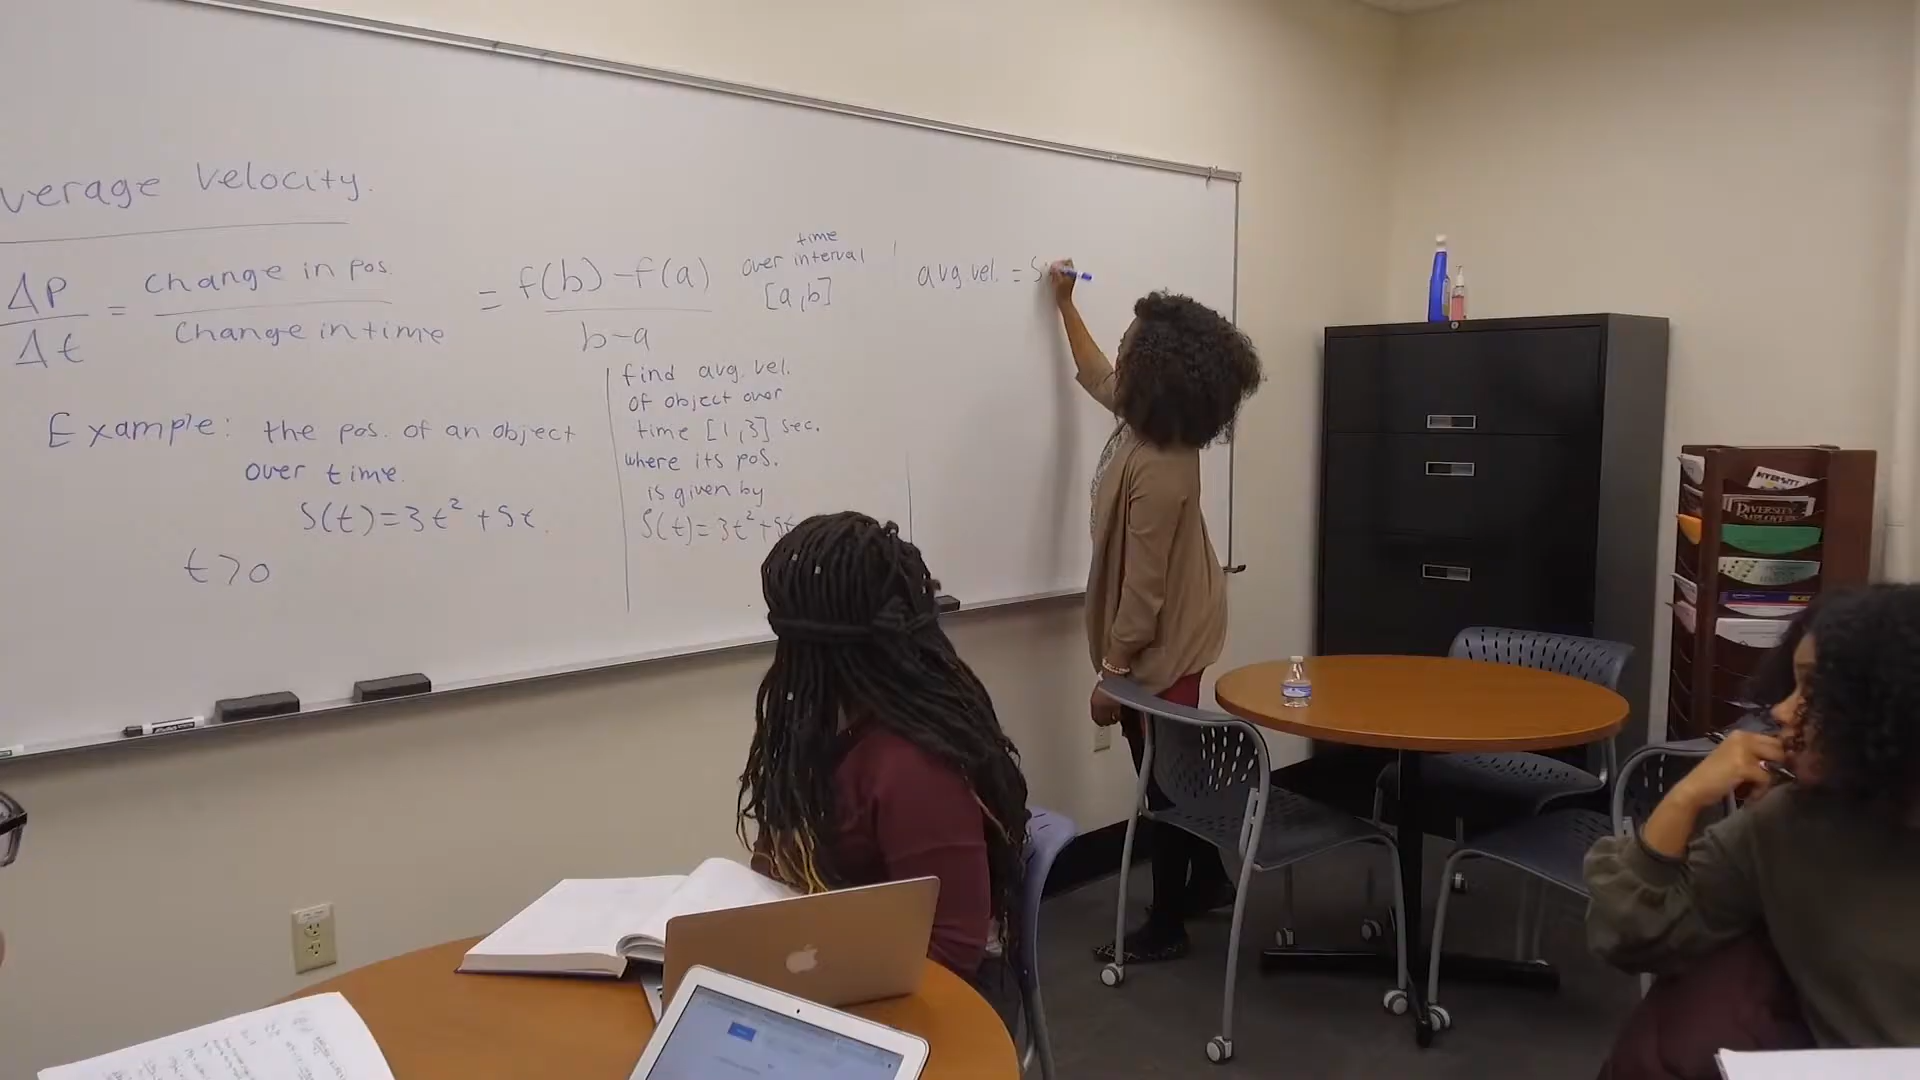 verage velocity.
ΔP/Δt = Change in pos. / Change in time = f(b)-f(a) / b-a
time
over interval
[a,b]
Example: the pos. of an object
over time.
S(t)=3t²+5t.
t>0
find avg. vel.
of object over
time [1,3] sec.
where its pos.
is given by
S(t)=3t²+5t
avg vel. = S
DIVERSITY
EMPLOYERS